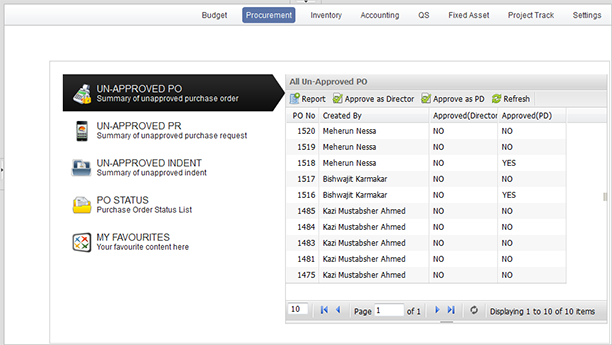 Budget Procurement Inventory Accounting QS Fixed Asset Project Track Settings
UN-APPROVED PO
Summary of unapproved purchase order
UN-APPROVED PR
Summary of unapproved purchase request
UN-APPROVED INDENT
Summary of unapproved indent
PO STATUS
Purchase Order Status List
MY FAVOURITES
Your favourite content here
All Un-Approved PO
Report Approve as Director Approve as PD Refresh
PO No Created By Approved(Director Approved(PD)
1520 Meherun Nessa NO NO
1519 Meherun Nessa NO NO
1518 Meherun Nessa NO YES
1517 Bishwajit Karmakar NO NO
1516 Bishwajit Karmakar NO YES
1485 Kazi Mustabsher Ahmed NO NO
1484 Kazi Mustabsher Ahmed NO NO
1483 Kazi Mustabsher Ahmed NO NO
1481 Kazi Mustabsher Ahmed NO NO
1475 Kazi Mustabsher Ahmed NO NO
10 Page 1 of 1 Displaying 1 to 10 of 10 items